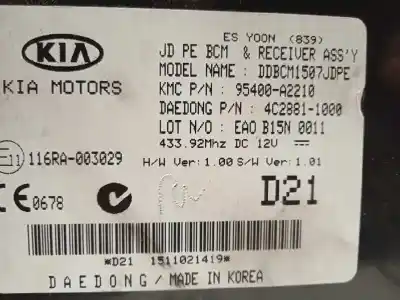 ES YOON (839)
KIA
KIA MOTORS
JD PE BCM & RECEIVER ASS'Y
MODEL NAME : DDBCM1507JDPE
KMC P/N : 95400-A2210
DAEDONG P/N : 4C2881-1000
LOT N/O : EAO B15N 0011
433.92Mhz DC 12V
E11 116RA-003029
H/W Ver: 1.00 S/W Ver: 1.01
CE 0678
D21
*D21 1511021419*
DAEDONG / MADE IN KOREA